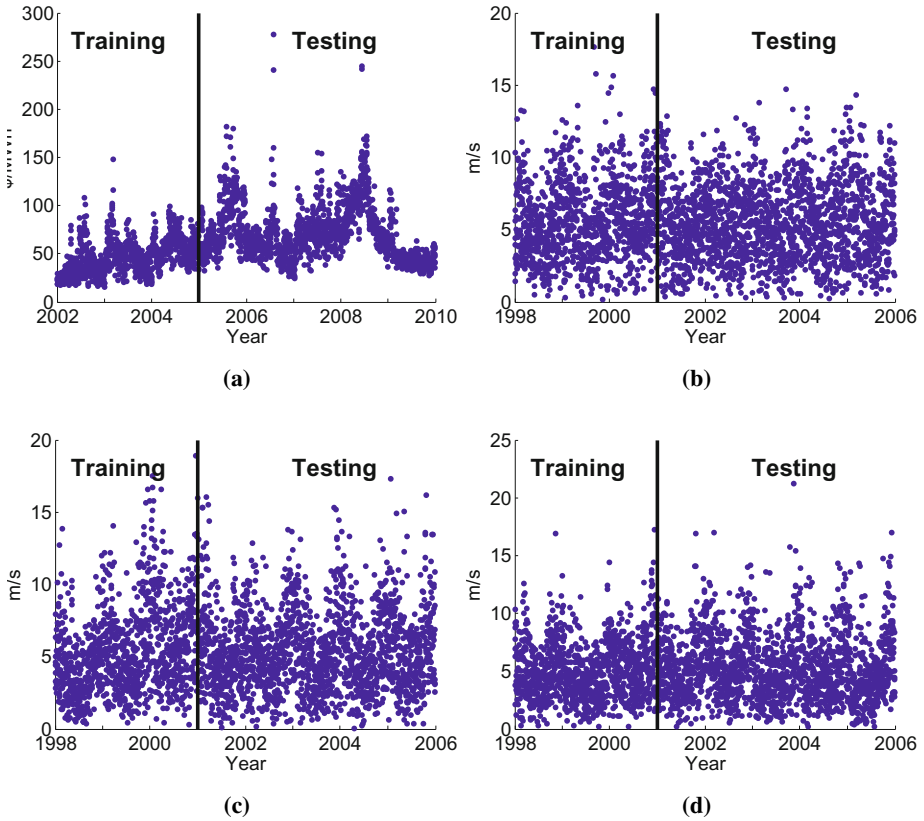 300
250
200
150
100
50
0
Training
Testing
2002 2004 2006 2008 2010
Year
(a)
20
15
10
5
0
m/s
Training
Testing
1998 2000 2002 2004 2006
Year
(b)
20
15
10
5
0
m/s
Training
Testing
1998 2000 2002 2004 2006
Year
(c)
25
20
15
10
5
0
m/s
Training
Testing
1998 2000 2002 2004 2006
Year
(d)